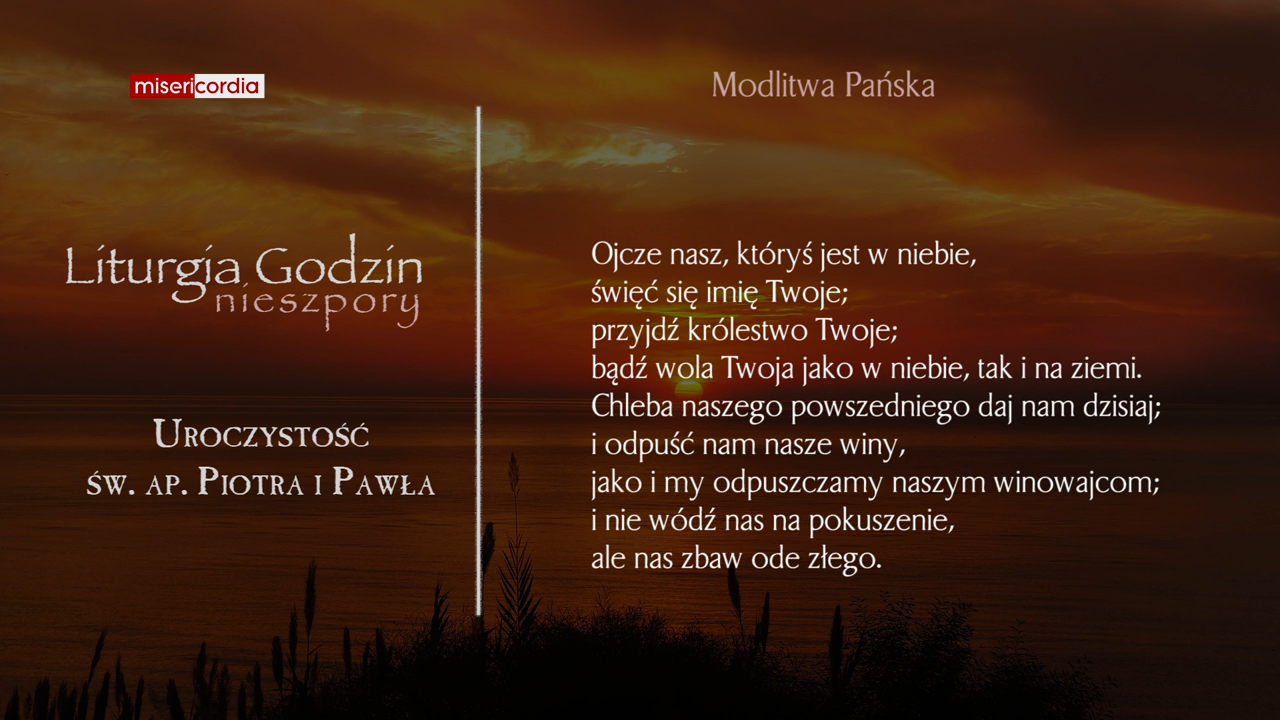 misericordia
Liturgia Godzin
nieszpory
Uroczystość
św. ap. Piotra i Pawła
Modlitwa Pańska
Ojcze nasz, któryś jest w niebie,
święć się imię Twoje;
przyjdź królestwo Twoje;
bądź wola Twoja jako w niebie, tak i na ziemi.
Chleba naszego powszedniego daj nam dzisiaj;
i odpuść nam nasze winy,
jako i my odpuszczamy naszym winowajcom;
i nie wódź nas na pokuszenie,
ale nas zbaw ode złego.